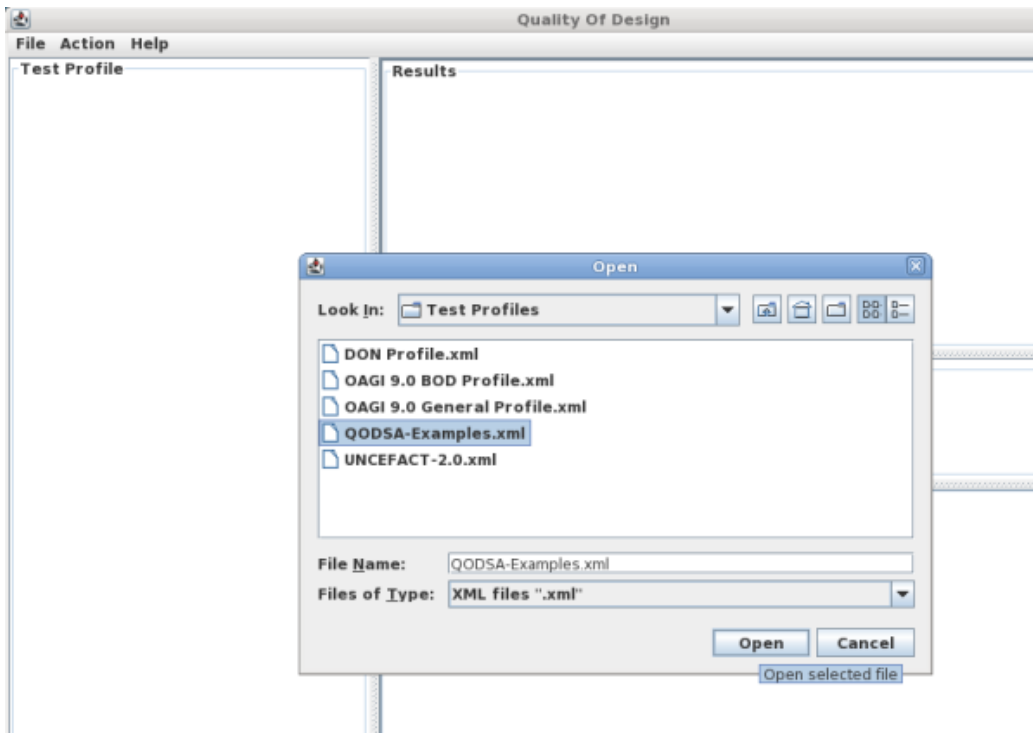 Quality Of Design
File Action Help
Test Profile
Results
Open
Look In: Test Profiles
DON Profile.xml
OAGI 9.0 BOD Profile.xml
OAGI 9.0 General Profile.xml
QODSA-Examples.xml
UNCEFACT-2.0.xml
File Name: QODSA-Examples.xml
Files of Type: XML files ".xml"
Open Cancel
Open selected file